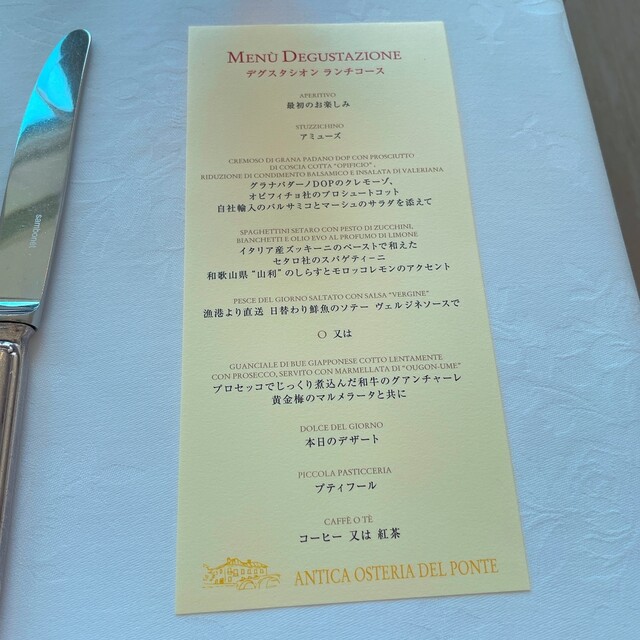 MENÙ DEGUSTAZIONE
デグスタシオン ランチコース
APERITIVO
最初のお楽しみ
STUZZICHINO
アミューズ
CREMOSO DI GRANA PADANO DOP CON PROSCIUTTO
DI COSCIA COTTA "OPIFICIO",
RIDUZIONE DI CONDIMENTO BALSAMICO E INSALATA DI VALERIANA
グラナパダーノDOPのクレモーゾ、
オピフィチョ社のプロシュートコット
自社輸入のバルサミコとマーシュのサラダを添えて
SPAGHETTINI SETARO CON PESTO DI ZUCCHINI,
BIANCHETTI E OLIO EVO AL PROFUMO DI LIMONE
イタリア産ズッキーニのペーストで和えた
セタロ社のスパゲティーニ
和歌山県"山利"のしらすとモロッコレモンのアクセント
PESCE DEL GIORNO SALTATO CON SALSA "VERGINE"
漁港より直送 日替わり鮮魚のソテー ヴェルジネソースで
O 又は
GUANCIALE DI BUE GIAPPONESE COTTO LENTAMENTE
CON PROSECCO, SERVITO CON MARMELLATA DI "OUGON-UME"
プロセッコでじっくり煮込んだ和牛のグアンチャーレ
黄金梅のマルメラータと共に
DOLCE DEL GIORNO
本日のデザート
PICCOLA PASTICCERIA
プティフール
CAFFÈ O TÈ
コーヒー 又は 紅茶
ANTICA OSTERIA DEL PONTE
sambonet